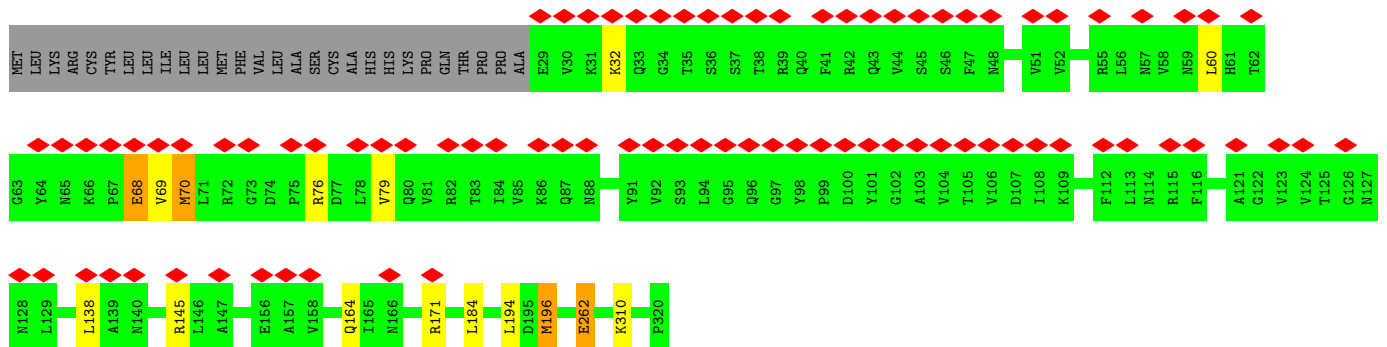 MET LEU LYS ARG CYS TYR LEU LEU ILE LEU LEU MET PHE VAL LEU ALA SER CYS ALA HIS HIS LYS PRO GLN THR PRO PRO ALA E29 V30 K31 K32 Q33 G34 T35 S36 S37 T38 R39 Q40 F41 R42 Q43 V44 S45 S46 F47 N48 V51 V52 R55 L56 N57 V58 N59 L60 H61 T62
G63 Y64 N65 K66 P67 E68 V69 M70 L71 R72 G73 D74 P75 R76 D77 L78 V79 Q80 V81 R82 T83 I84 V85 K86 Q87 N88 Y91 V92 S93 L94 G95 Q96 G97 Y98 P99 D100 Y101 G102 A103 V104 T105 V106 D107 I108 K109 F112 L113 N114 R115 F116 A121 G122 V123 V124 T125 G126 N127
N128 L129 L138 A139 N140 R145 L146 A147 E156 A157 V158 Q164 I165 N166 R171 L184 L194 D195 M196 E262 K310 P320